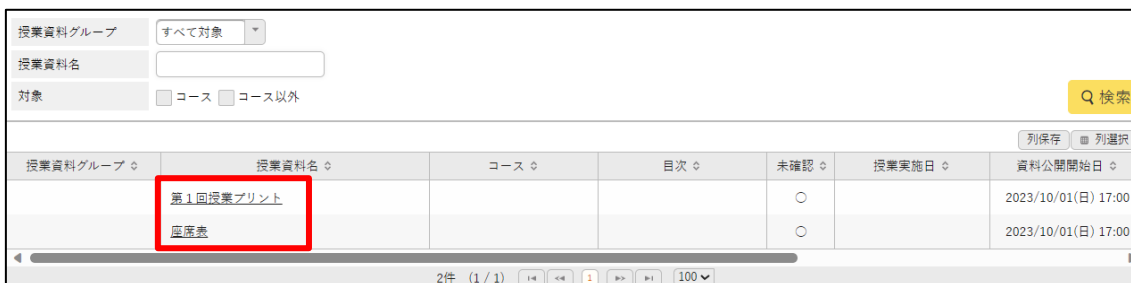 授業資料グループ すべて対象
授業資料名
対象 コース コース以外
検索
列保存 列選択
授業資料グループ 授業資料名 コース 目次 未確認 授業実施日 資料公開開始日
第1回授業プリント ○ 2023/10/01(日) 17:00
座席表 ○ 2023/10/01(日) 17:00
2件 (1/1) 1 100